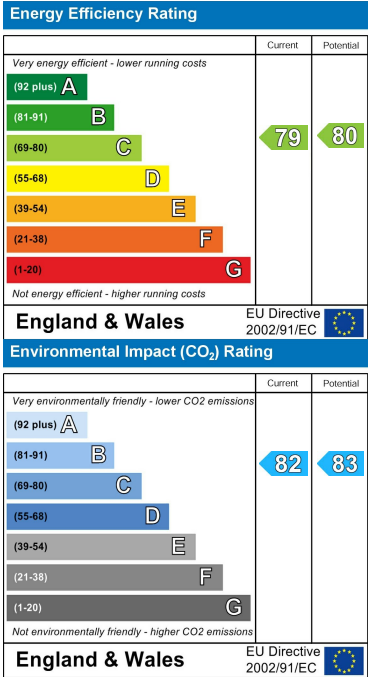 Energy Efficiency Rating
Current Potential
Very energy efficient - lower running costs
(92 plus) A
(81-91) B
(69-80) C
79 80
(55-68) D
(39-54) E
(21-38) F
(1-20) G
Not energy efficient - higher running costs
England & Wales
EU Directive
2002/91/EC
Environmental Impact (CO₂) Rating
Current Potential
Very environmentally friendly - lower CO2 emissions
(92 plus) A
(81-91) B
82 83
(69-80) C
(55-68) D
(39-54) E
(21-38) F
(1-20) G
Not environmentally friendly - higher CO2 emissions
England & Wales
EU Directive
2002/91/EC